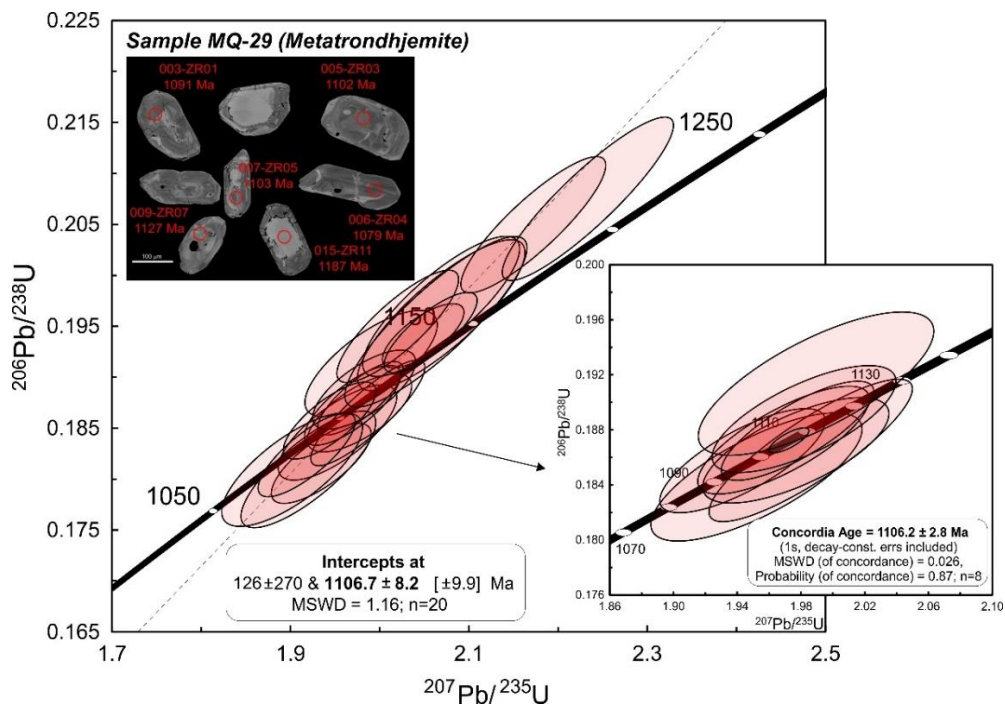 Sample MQ-29 (Metatrondhjemite)
003-ZR01
1091 Ma
005-ZR03
1102 Ma
007-ZR05
1103 Ma
009-ZR07
1127 Ma
006-ZR04
1079 Ma
015-ZR11
1187 Ma
100 µm
0.225
0.215
0.205
0.195
0.185
0.175
0.165
206Pb/238U
1250
1150
1050
Intercepts at
126±270 & 1106.7 ± 8.2 [±9.9] Ma
MSWD = 1.16; n=20
1.7
1.9
2.1
2.3
2.5
207Pb/235U
0.200
0.196
0.192
0.188
0.184
0.180
0.176
206Pb/238U
1130
1110
1090
1070
Concordia Age = 1106.2 ± 2.8 Ma
(1s, decay-const. errs included)
MSWD (of concordance) = 0.026,
Probability (of concordance) = 0.87; n=8
1.86
1.90
1.94
1.98
2.02
2.06
2.10
207Pb/235U